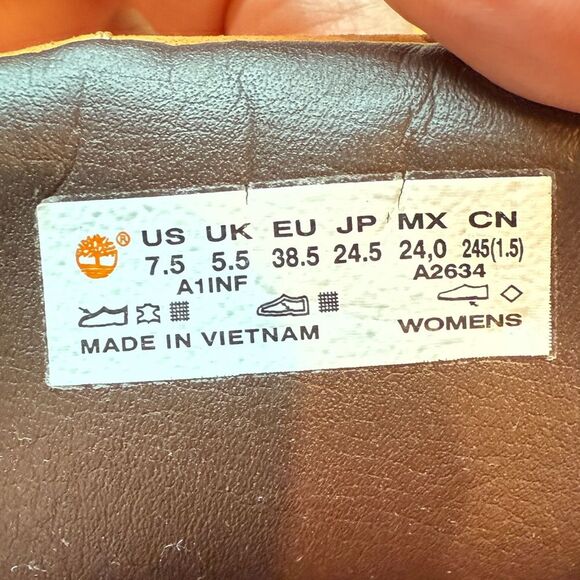 ® US UK EU JP MX CN
7.5 5.5 38.5 24.5 24,0 245(1.5)
A1INF A2634
MADE IN VIETNAM WOMENS